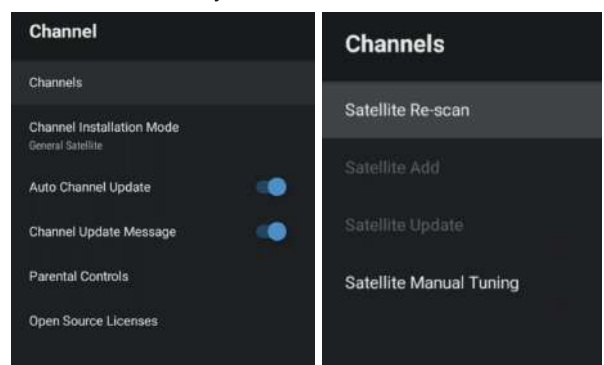 Channel
Channels
Channel Installation Mode
General Satellite
Auto Channel Update
Channel Update Message
Parental Controls
Open Source Licenses
Channels
Satellite Re-scan
Satellite Add
Satellite Update
Satellite Manual Tuning